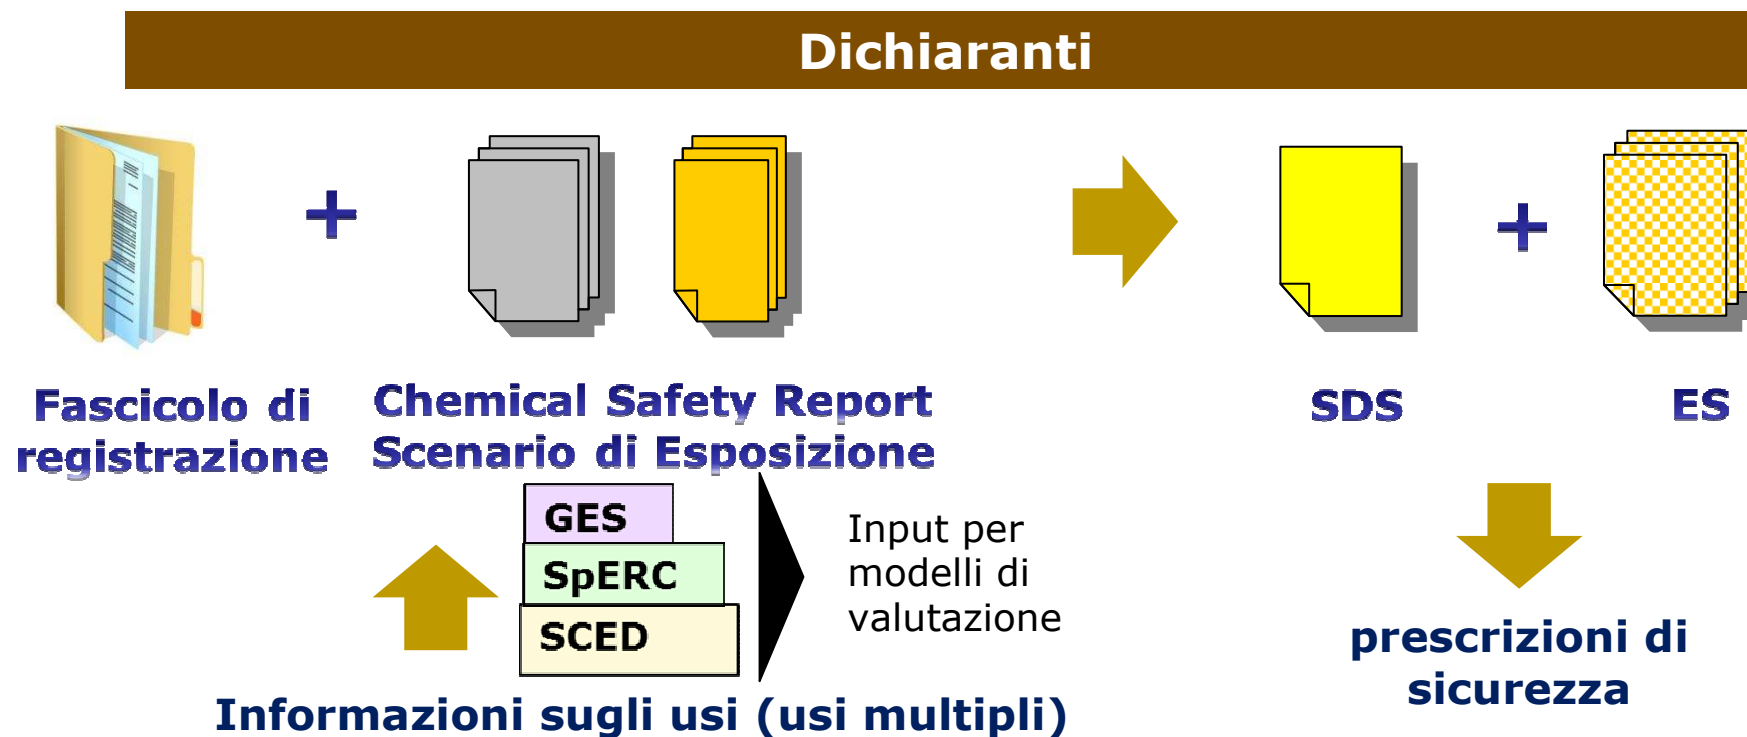 Dichiaranti
+
+
Fascicolo di
registrazione
Chemical Safety Report
Scenario di Esposizione
SDS
ES
GES
SpERC
SCED
Input per
modelli di
valutazione
Informazioni sugli usi (usi multipli)
prescrizioni di
sicurezza